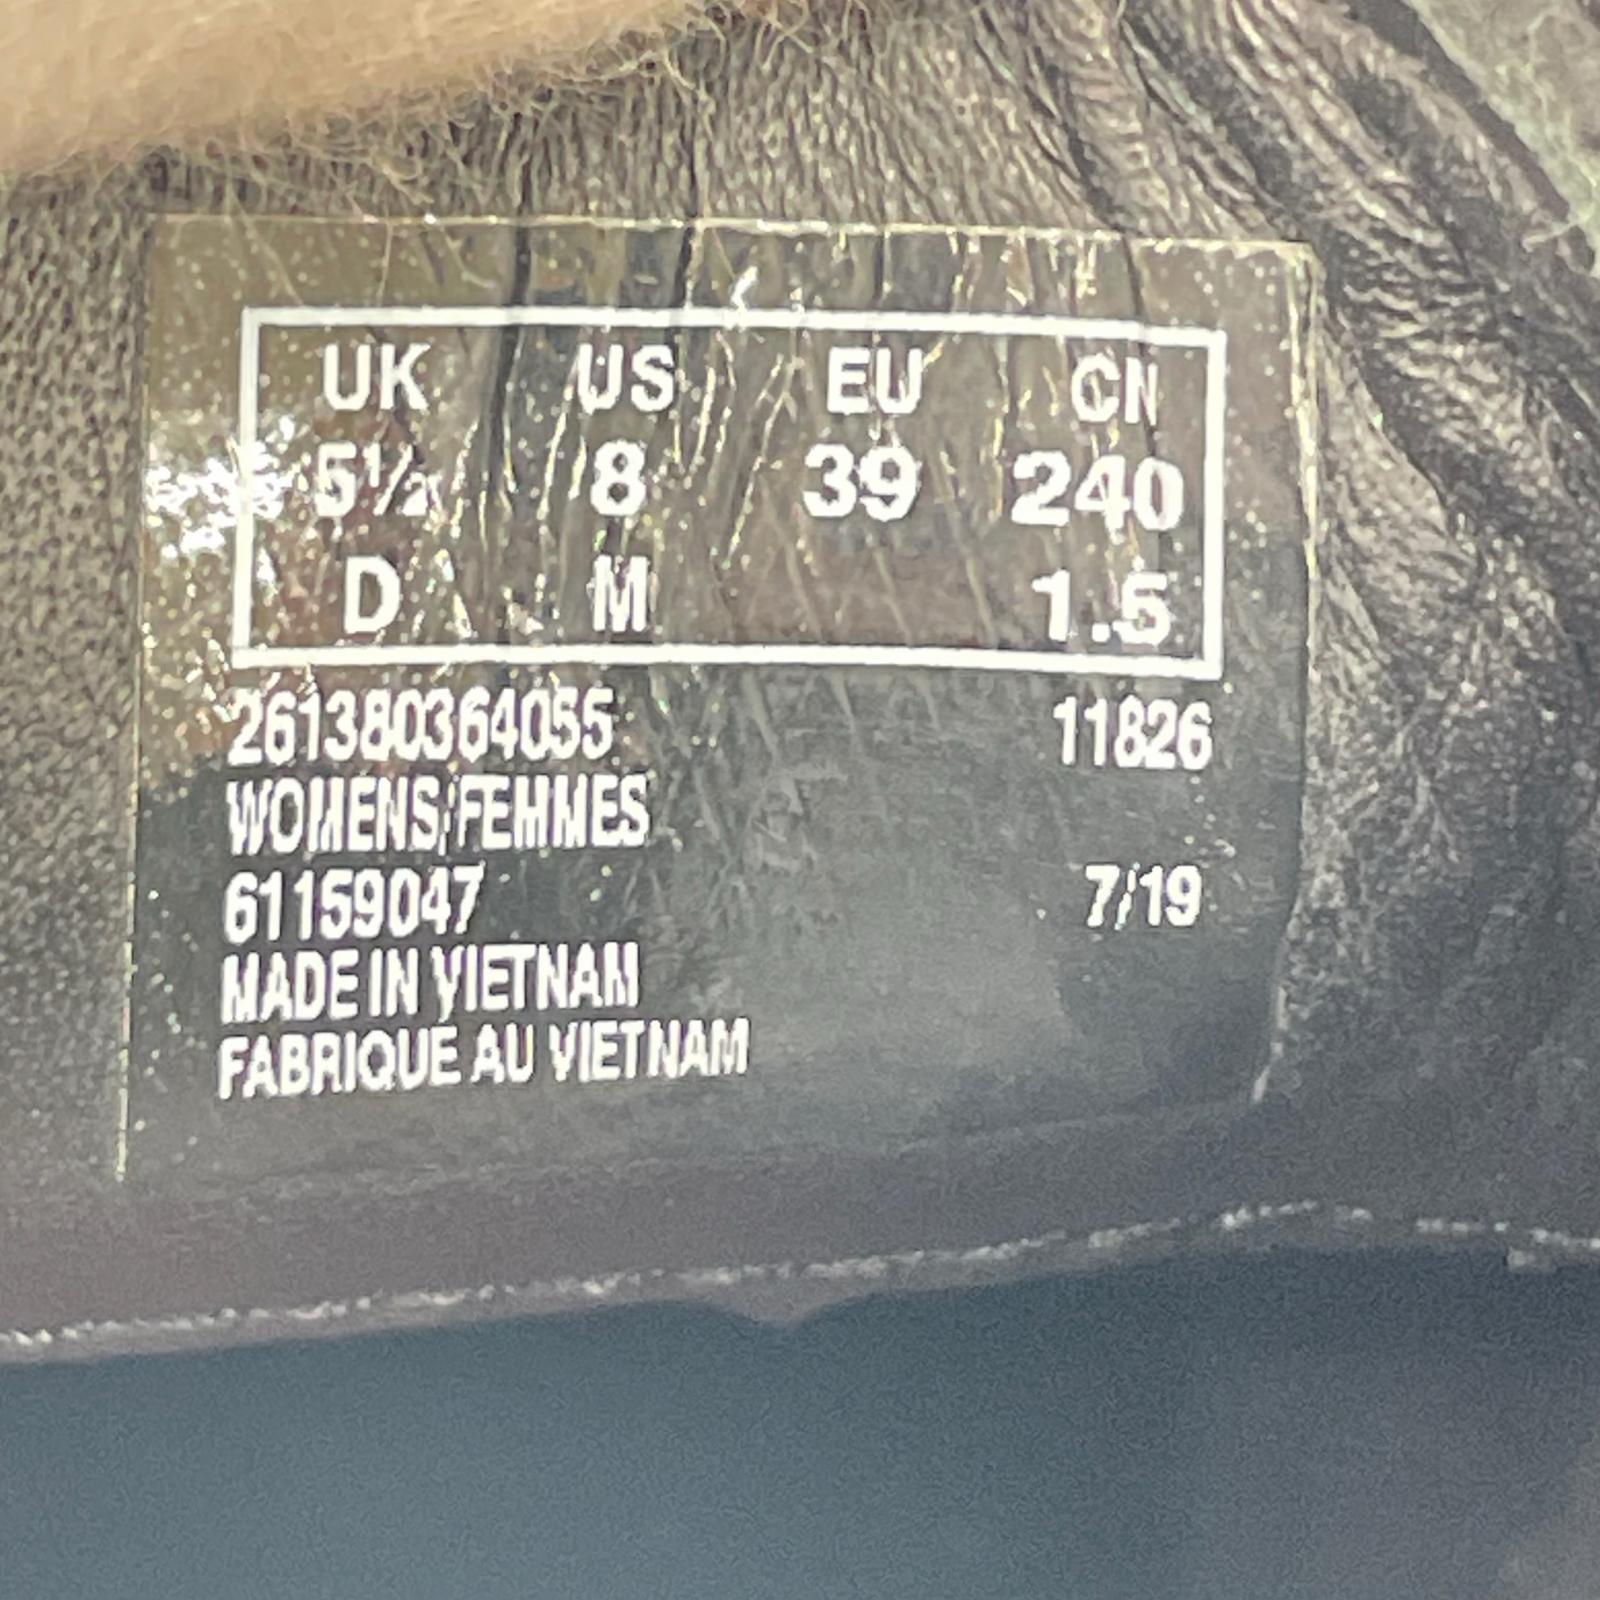 UK US EU CN
5½ 8 39 240
D M 1.5
261380364055 11826
WOMENS/FEMMES
61159047 7/19
MADE IN VIETNAM
FABRIQUE AU VIETNAM